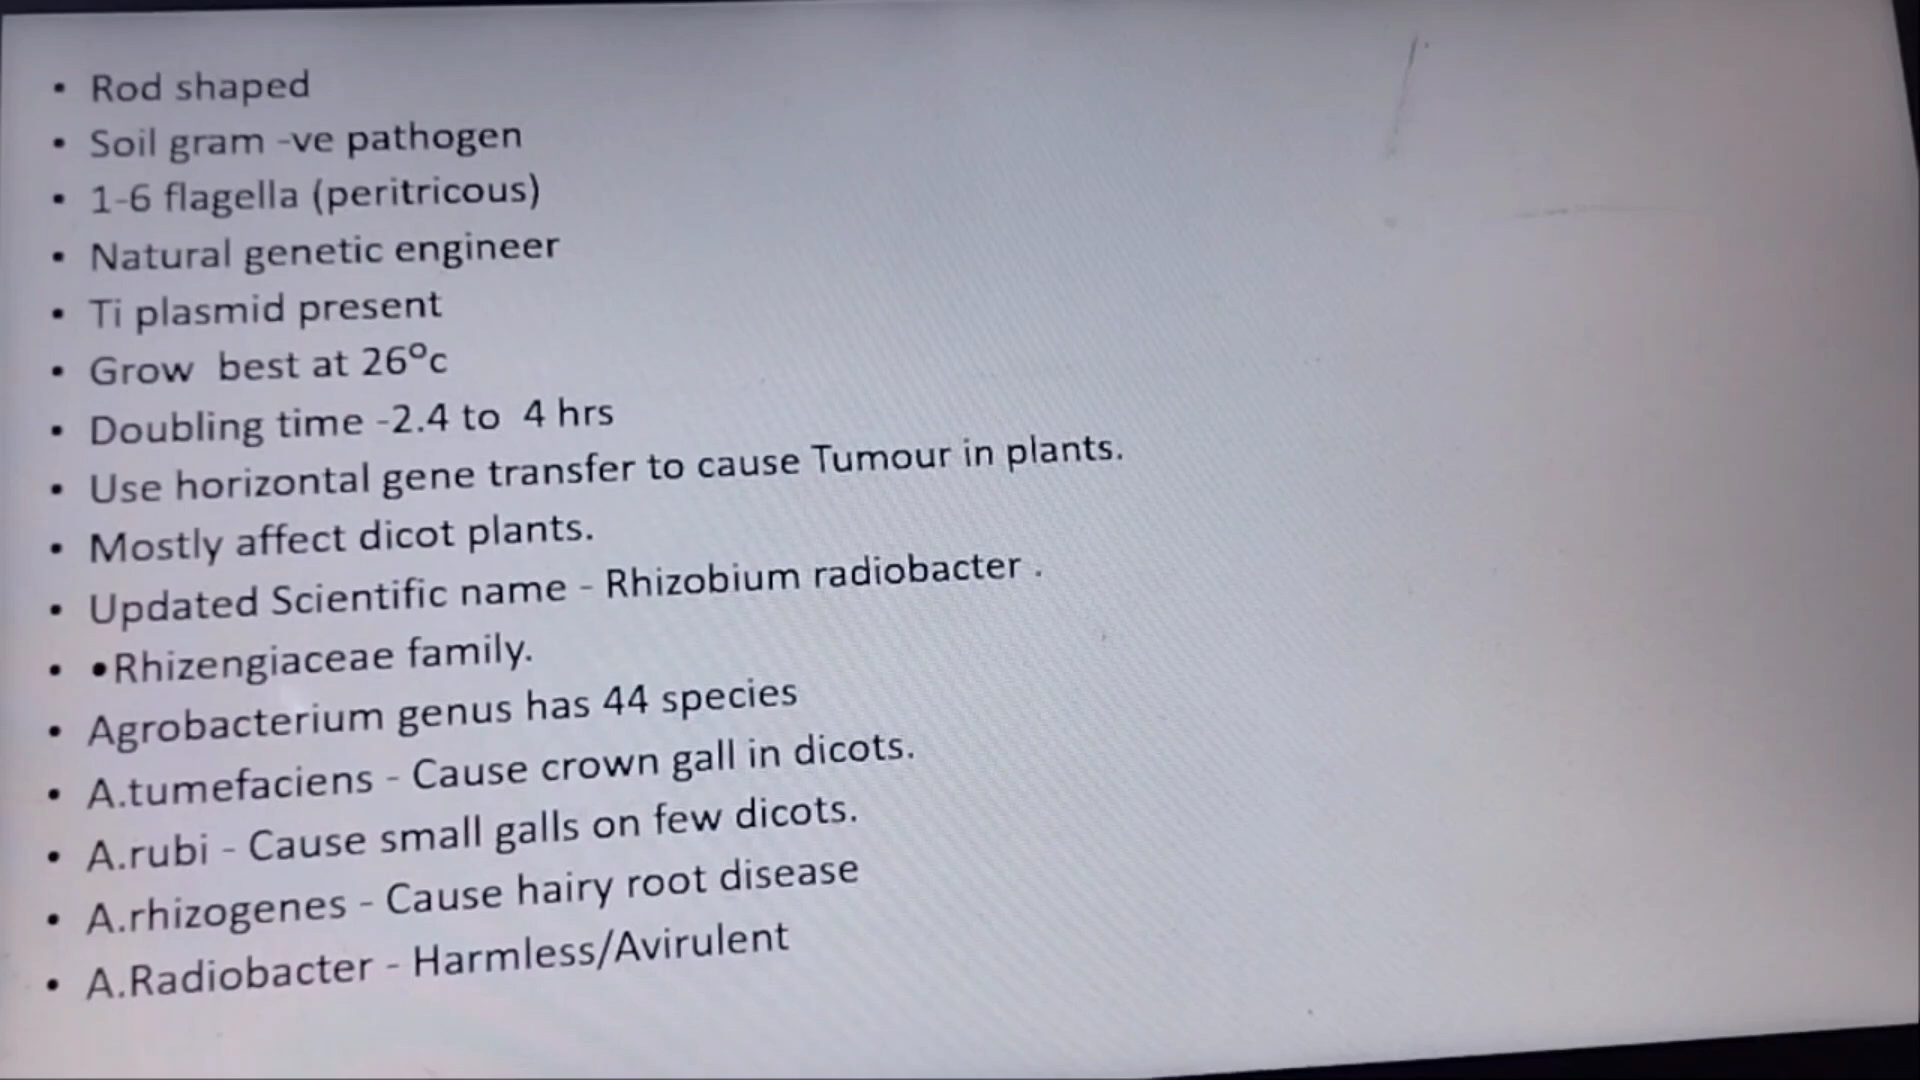 • Rod shaped
• Soil gram -ve pathogen
• 1-6 flagella (peritricous)
• Natural genetic engineer
• Ti plasmid present
• Grow best at 26ºc
• Doubling time -2.4 to 4 hrs
• Use horizontal gene transfer to cause Tumour in plants.
• Mostly affect dicot plants.
• Updated Scientific name - Rhizobium radiobacter .
• •Rhizengiaceae family.
• Agrobacterium genus has 44 species
• A.tumefaciens - Cause crown gall in dicots.
• A.rubi - Cause small galls on few dicots.
• A.rhizogenes - Cause hairy root disease
• A.Radiobacter - Harmless/Avirulent